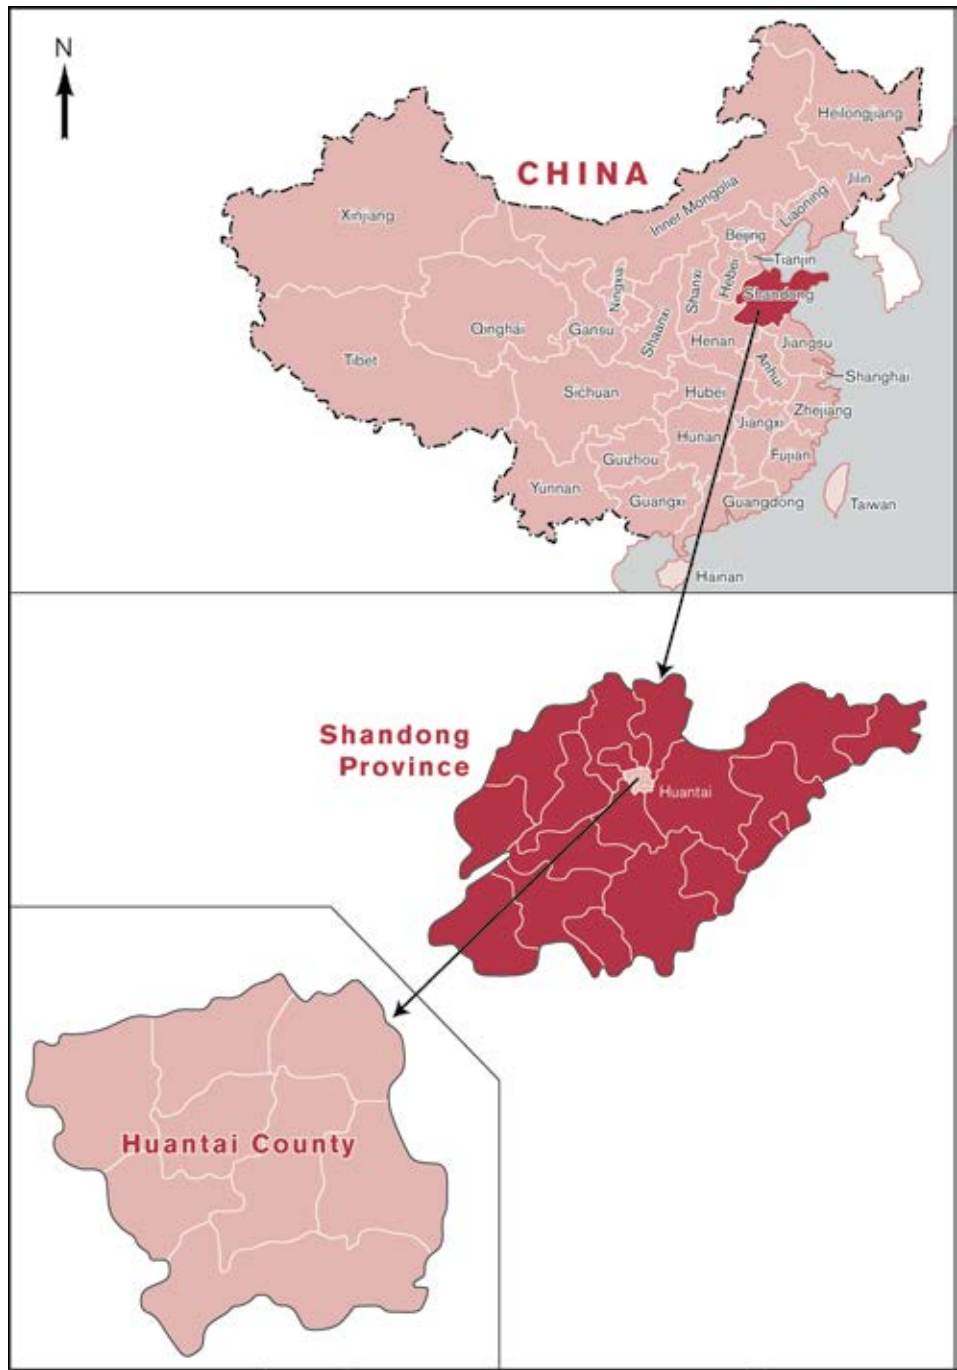 N
CHINA
Heilongjiang
Jilin
Liaoning
Inner Mongolia
Xinjiang
Beijing
Tianjin
Hebei
Shanxi
Ningxia
Shandong
Qinghai
Gansu
Shaanxi
Henan
Jiangsu
Tibet
Anhui
Shanghai
Sichuan
Hubei
Zhejiang
Jiangxi
Hunan
Fujian
Guizhou
Yunnan
Guangxi
Guangdong
Taiwan
Hainan
Shandong
Province
Huantai
Huantai County